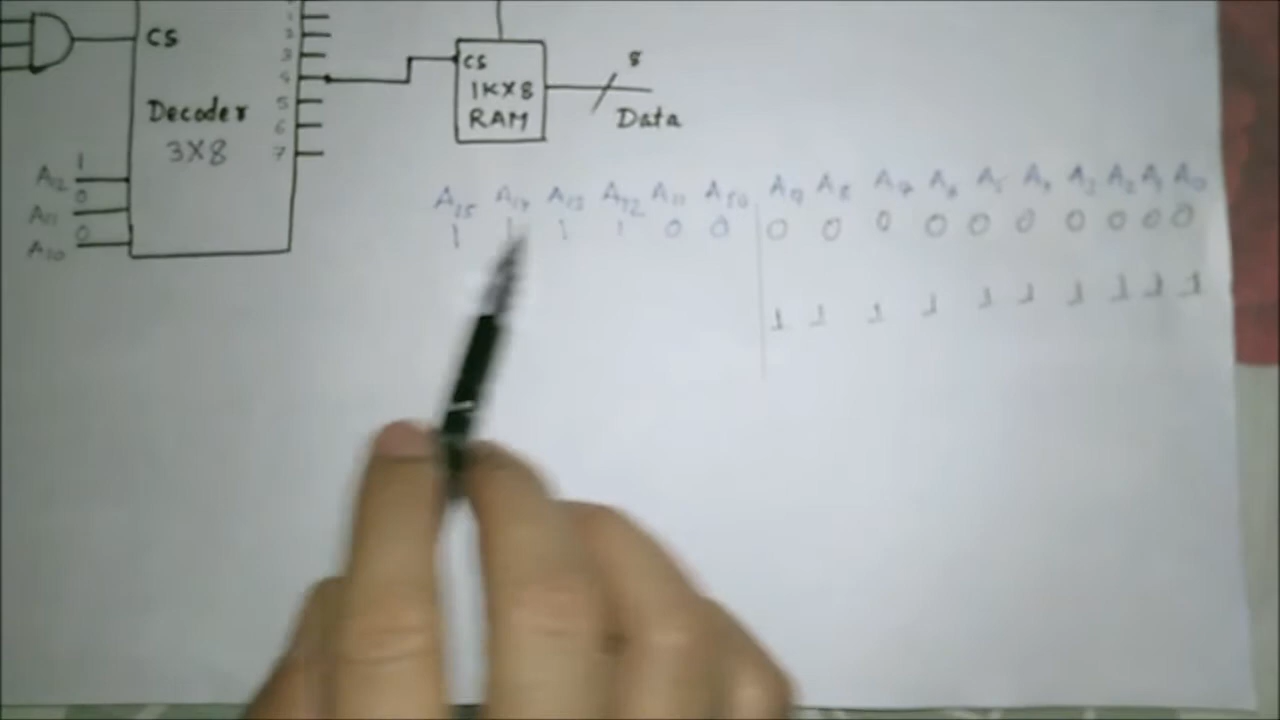 1
2
CS
3
CS
8
4
1KX8
5
Decoder
RAM
Data
6
3X8
7
1
A12
0
A11
0
A10
A15 A14 A13 A12 A11 A10 A9 A8 A7 A6 A5 A4 A3 A2 A1 A0
1 1 1 1 0 0 0 0 0 0 0 0 0 0 0 0
1 1 1 1 1 1 1 1 1 1